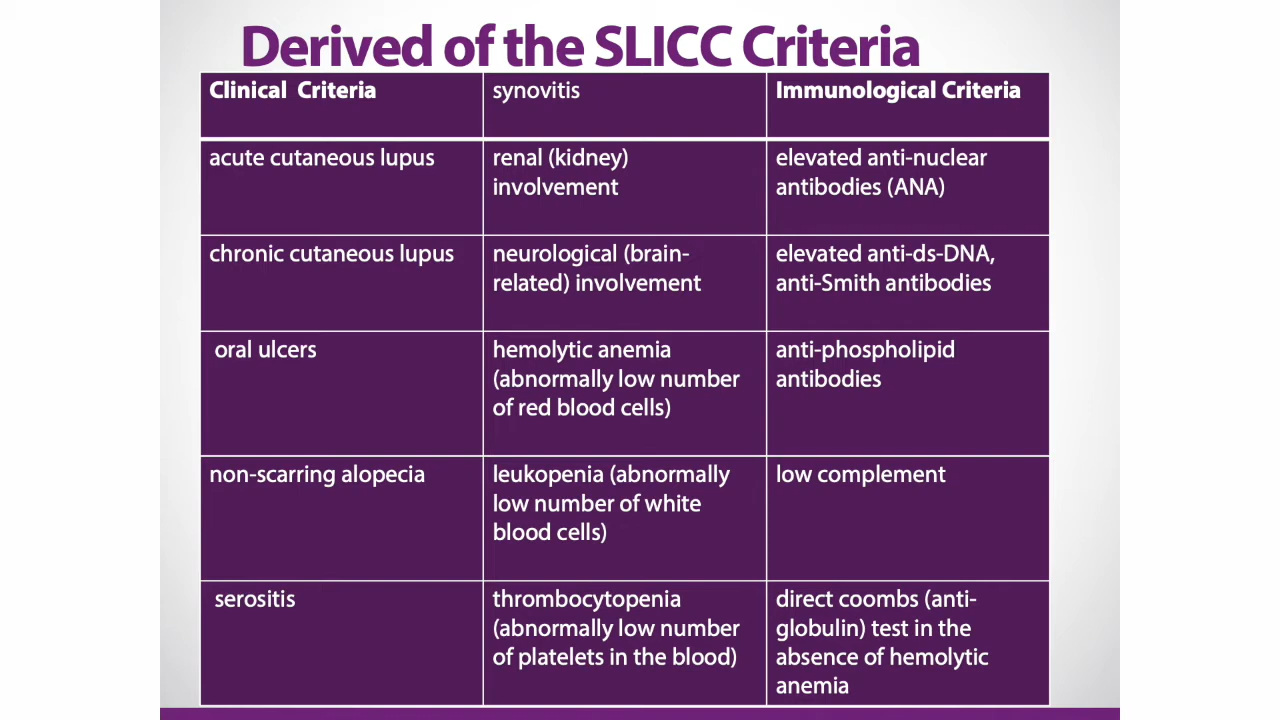 Derived of the SLICC Criteria
Clinical  Criteria
synovitis
Immunological Criteria
acute cutaneous lupus
renal (kidney)
involvement
elevated anti-nuclear
antibodies (ANA)
chronic cutaneous lupus
neurological (brain-
related) involvement
elevated anti-ds-DNA,
anti-Smith antibodies
oral ulcers
hemolytic anemia
(abnormally low number
of red blood cells)
anti-phospholipid
antibodies
non-scarring alopecia
leukopenia (abnormally
low number of white
blood cells)
low complement
serositis
thrombocytopenia
(abnormally low number
of platelets in the blood)
direct coombs (anti-
globulin) test in the
absence of hemolytic
anemia